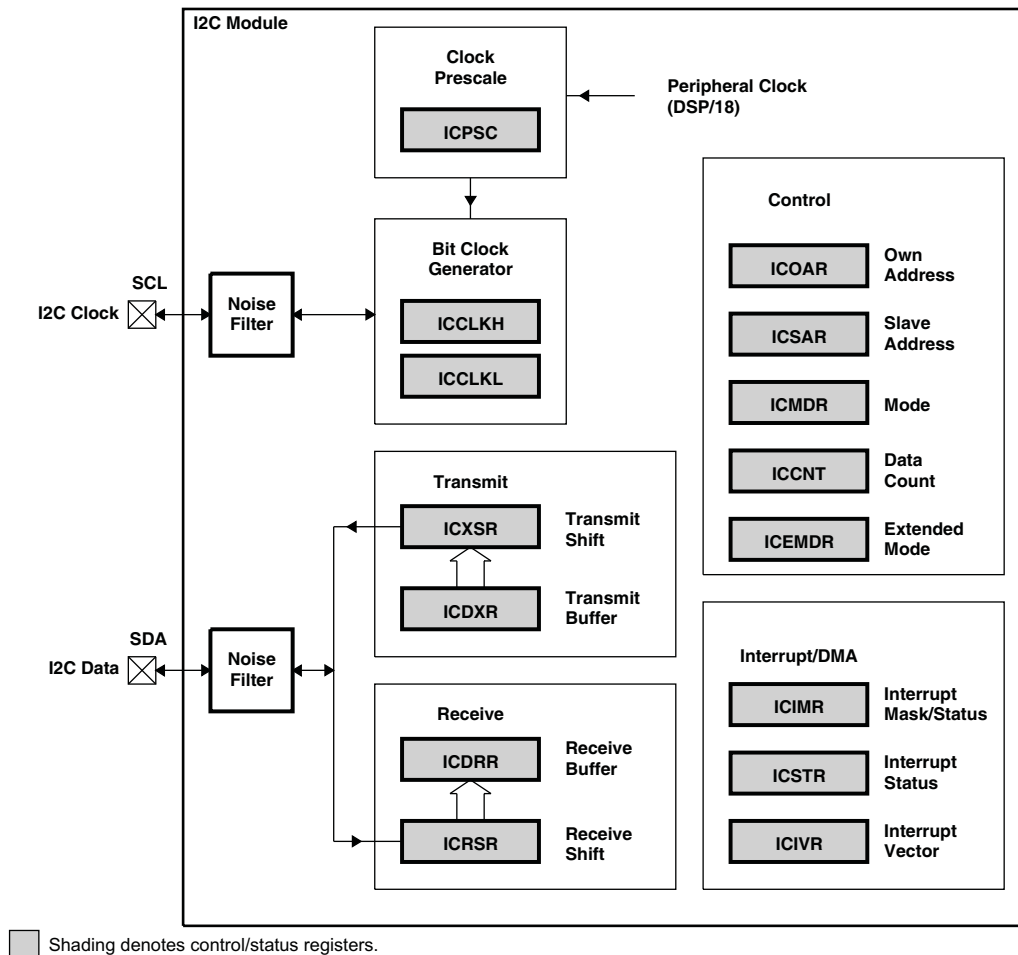 I2C Module
Clock
Prescale
ICPSC
Peripheral Clock
(DSP/18)
Bit Clock
Generator
ICCLKH
ICCLKL
SCL
I2C Clock
Noise
Filter
Control
ICOAR
Own
Address
ICSAR
Slave
Address
ICMDR
Mode
ICCNT
Data
Count
ICEMDR
Extended
Mode
Transmit
ICXSR
Transmit
Shift
ICDXR
Transmit
Buffer
SDA
I2C Data
Noise
Filter
Receive
ICDRR
Receive
Buffer
ICRSR
Receive
Shift
Interrupt/DMA
ICIMR
Interrupt
Mask/Status
ICSTR
Interrupt
Status
ICIVR
Interrupt
Vector
Shading denotes control/status registers.